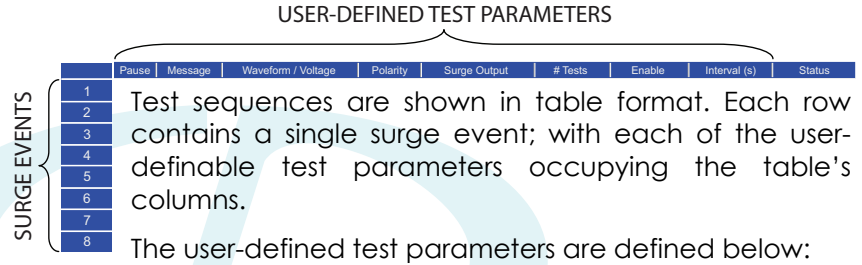 USER-DEFINED TEST PARAMETERS
Pause Message Waveform / Voltage Polarity Surge Output # Tests Enable Interval (s) Status
SURGE EVENTS
1
2
3
4
5
6
7
8
Test sequences are shown in table format. Each row
contains a single surge event; with each of the user-
definable test parameters occupying the table's
columns.
The user-defined test parameters are defined below: